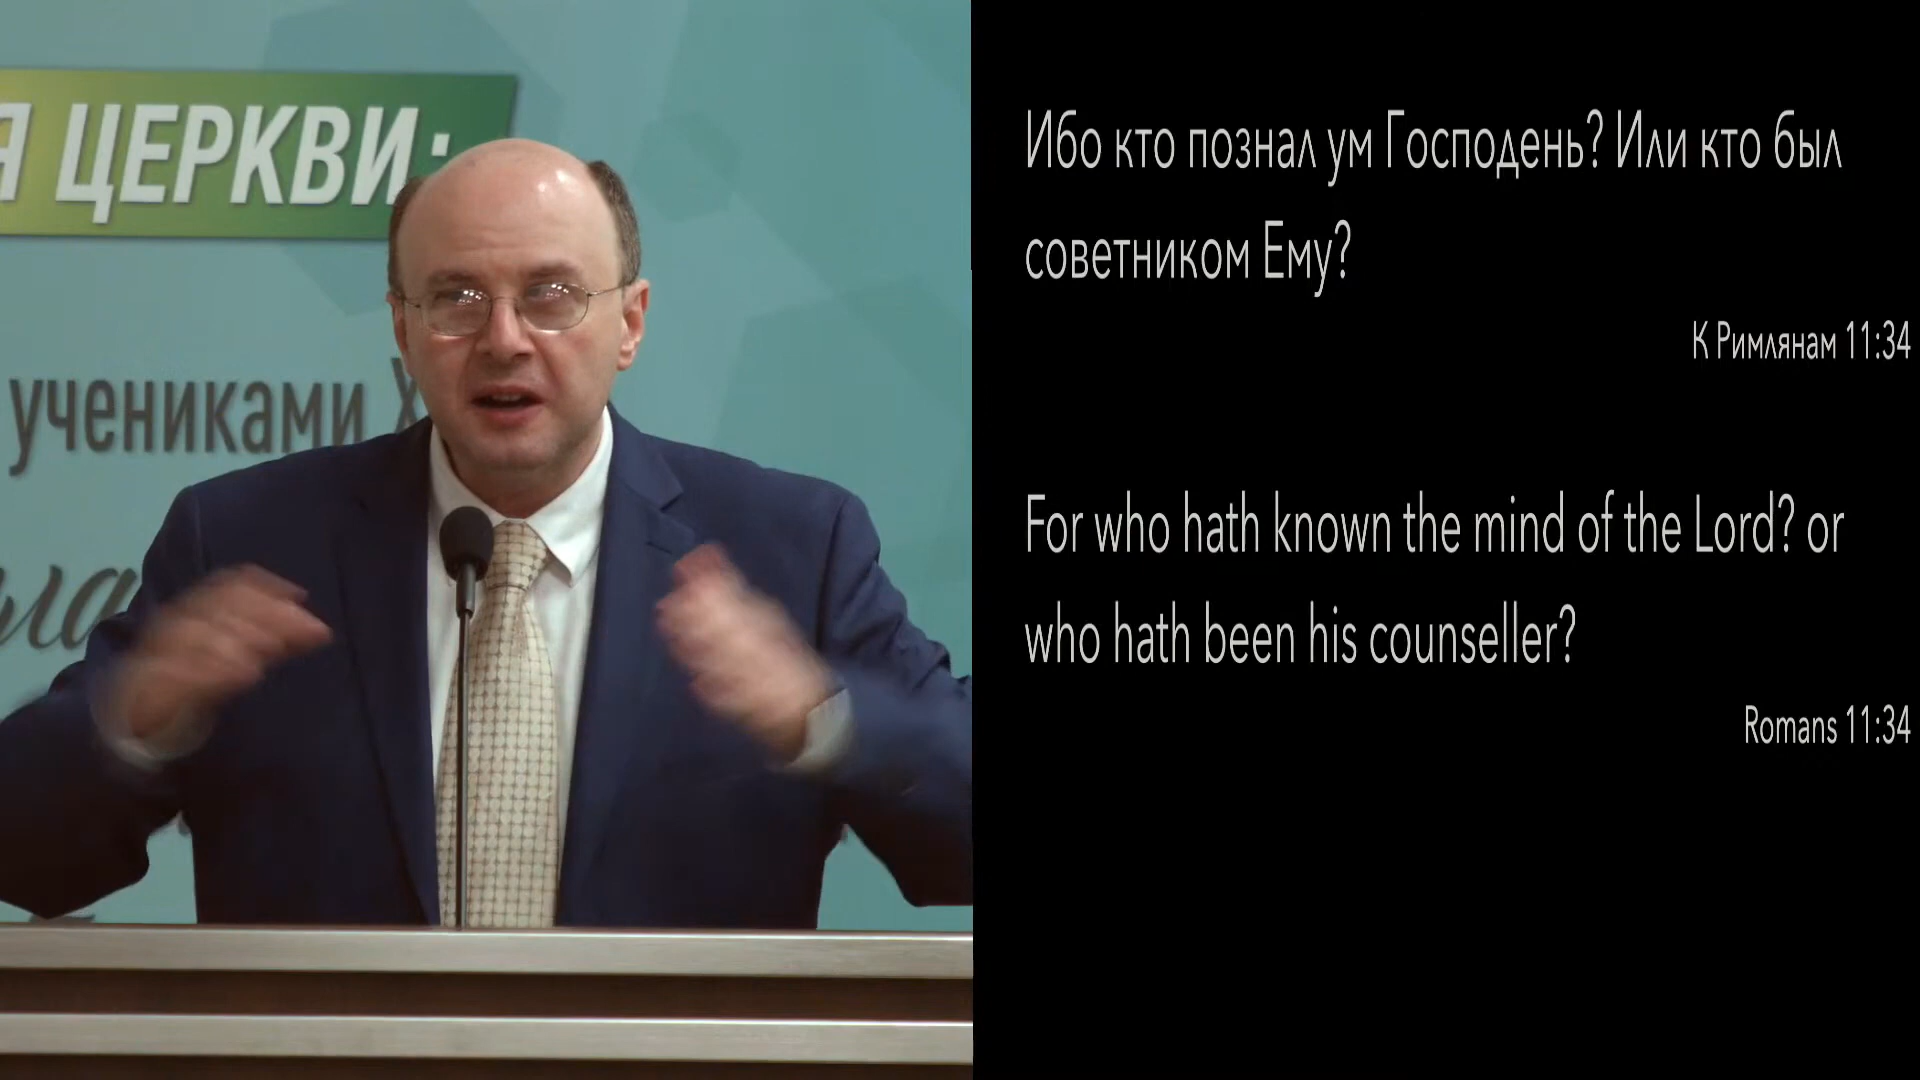 Я ЦЕРКВИ:
учениками Х
Ибо кто познал ум Господень? Или кто был
советником Ему?
К Римлянам 11:34
For who hath known the mind of the Lord? or
who hath been his counseller?
Romans 11:34